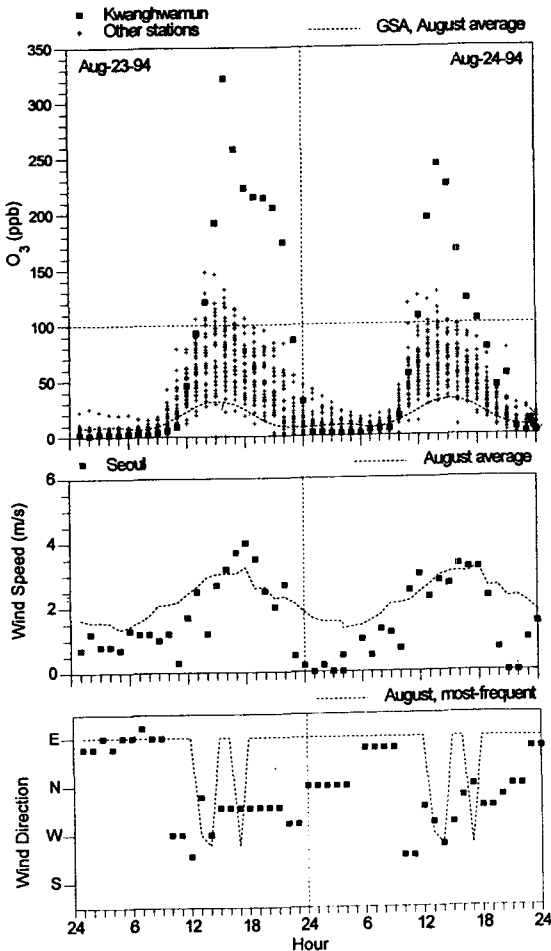 Kwanghwamun
Other stations
GSA, August average
Aug-23-94
Aug-24-94
350
300
250
200
150
100
50
0
O3 (ppb)
Seoul
August average
6
4
2
0
Wind Speed (m/s)
August, most-frequent
E
N
W
S
Wind Direction
24 6 12 18 24 6 12 18 24
Hour